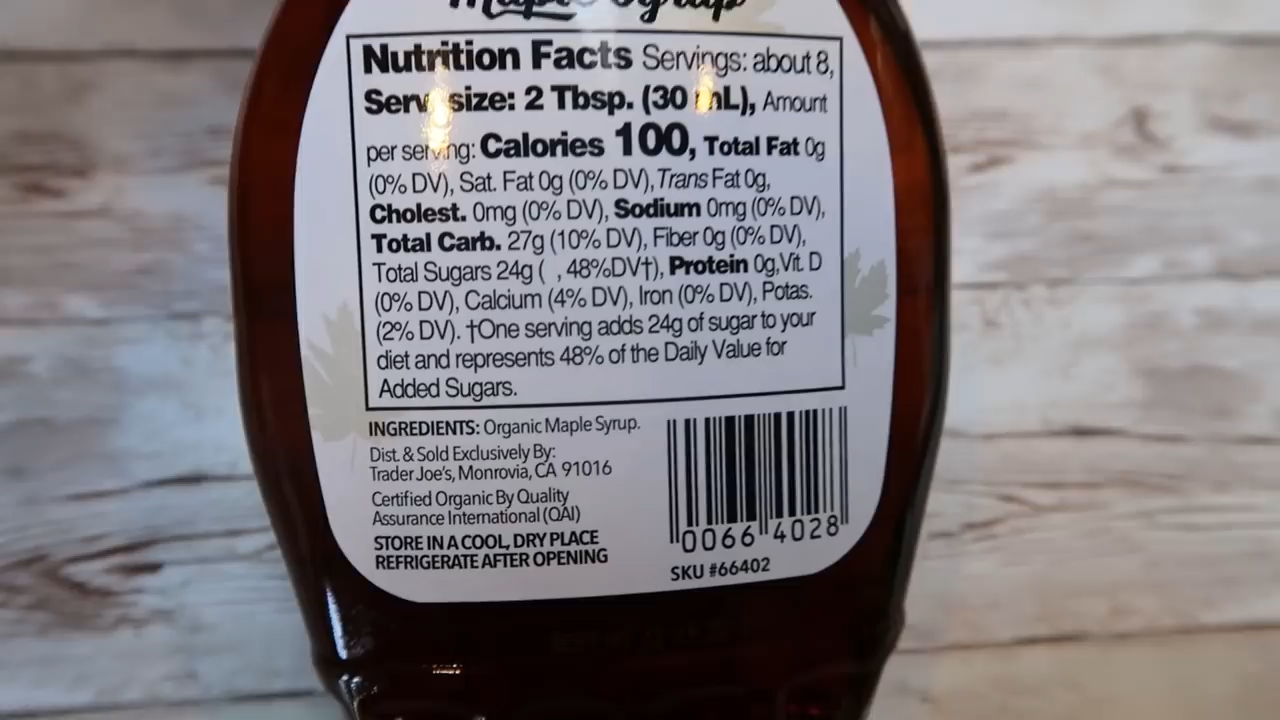 Maple Syrup
Nutrition Facts Servings: about 8,
Serv. size: 2 Tbsp. (30 mL), Amount
per serving: Calories 100, Total Fat 0g
(0% DV), Sat. Fat 0g (0% DV), Trans Fat 0g,
Cholest. 0mg (0% DV), Sodium 0mg (0% DV),
Total Carb. 27g (10% DV), Fiber 0g (0% DV),
Total Sugars 24g ( , 48%DV†), Protein 0g,Vit. D
(0% DV), Calcium (4% DV), Iron (0% DV), Potas.
(2% DV). †One serving adds 24g of sugar to your
diet and represents 48% of the Daily Value for
Added Sugars.
INGREDIENTS: Organic Maple Syrup.
Dist. & Sold Exclusively By:
Trader Joe's, Monrovia, CA 91016
Certified Organic By Quality
Assurance International (QAI)
STORE IN A COOL, DRY PLACE
REFRIGERATE AFTER OPENING
0066 4028
SKU #66402